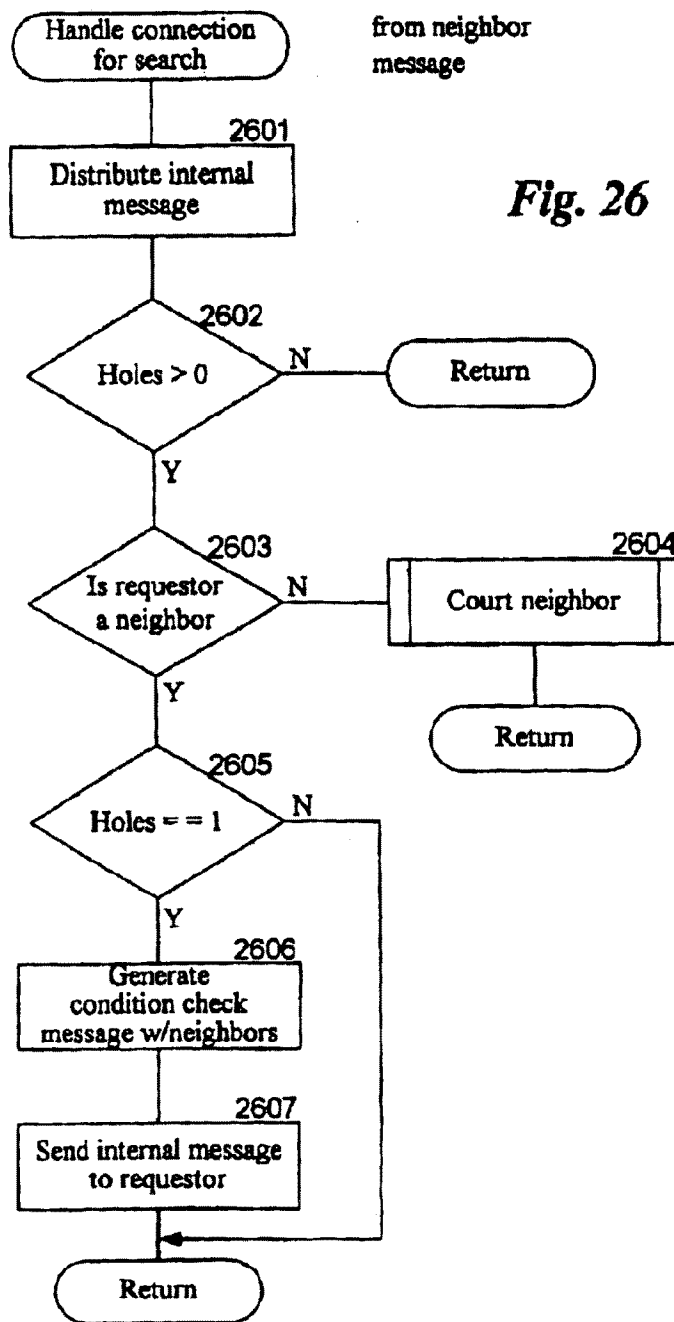 Handle connection
for search
from neighbor
message
2601
Distribute internal
message
Fig. 26
2602
Holes > 0
N
Return
Y
2603
Is requestor
a neighbor
N
2604
Court neighbor
Return
Y
2605
Holes = = 1
N
Y
2606
Generate
condition check
message w/neighbors
2607
Send internal message
to requestor
Return